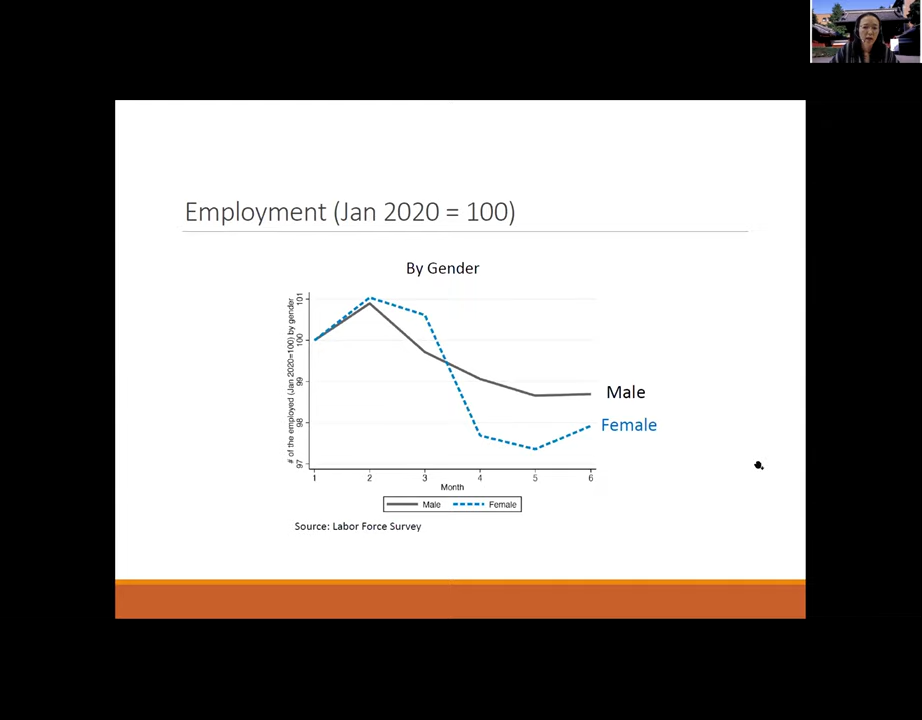 Employment (Jan 2020 = 100)
By Gender
# of the employed (Jan 2020=100) by gender
101
100
99
98
97
Male
Female
1 2 3 4 5 6
Month
Male Female
Source: Labor Force Survey